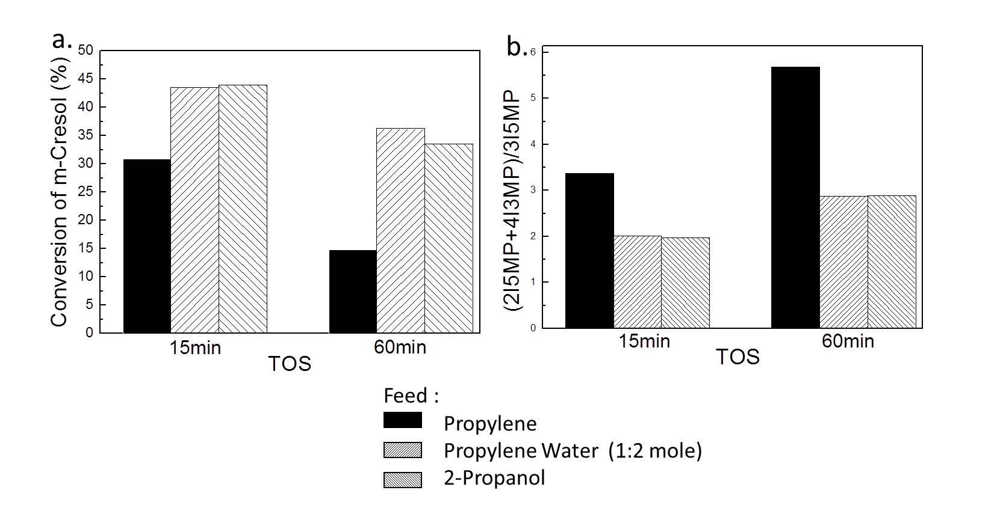 a.
Conversion of m-Cresol (%)
50
45
40
35
30
25
20
15
10
5
0
15min
60min
TOS
b.
(2I5MP+4I3MP)/3I5MP
6
5
4
3
2
1
0
15min
60min
TOS
Feed :
Propylene
Propylene Water (1:2 mole)
2-Propanol